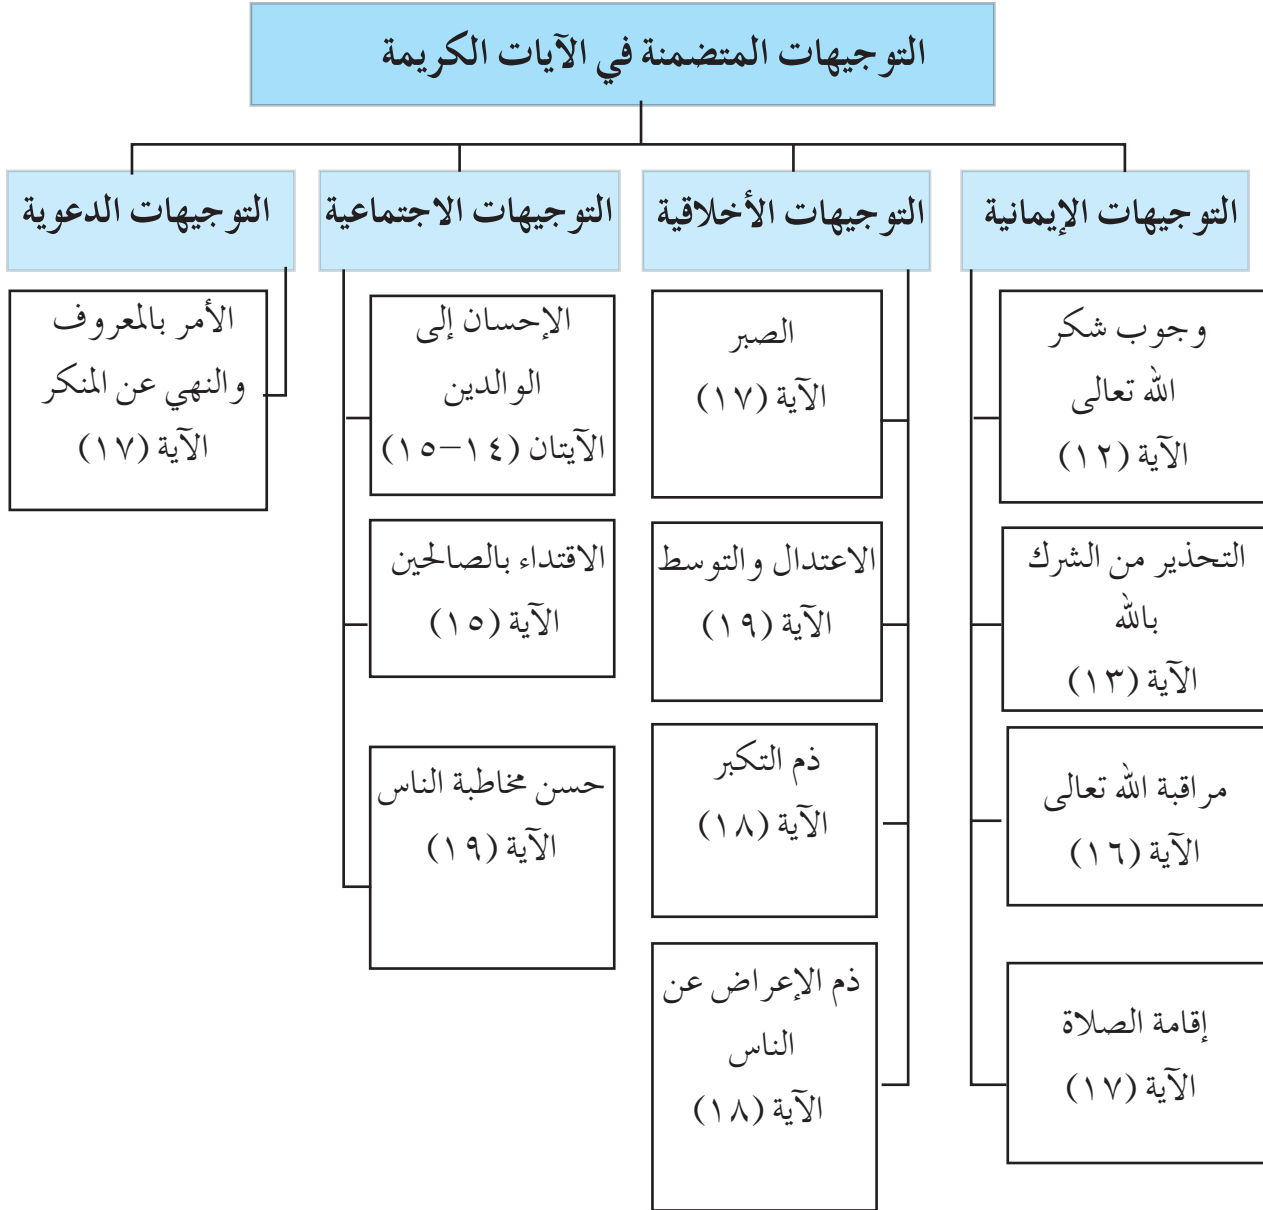 التوجيهات المتضمنة في الآيات الكريمة
التوجيهات الإيمانية
وجوب شكر
الله تعالى
الآية (١٢)
التحذير من الشرك
بالله
الآية (١٣)
مراقبة الله تعالى
الآية (١٦)
إقامة الصلاة
الآية (١٧)
التوجيهات الأخلاقية
الصبر
الآية (١٧)
الاعتدال والتوسط
الآية (١٩)
ذم التكبر
الآية (١٨)
ذم الإعراض عن
الناس
الآية (١٨)
التوجيهات الاجتماعية
الإحسان إلى
الوالدين
الآيتان (١٤-١٥)
الاقتداء بالصالحين
الآية (١٥)
حسن مخاطبة الناس
الآية (١٩)
التوجيهات الدعوية
الأمر بالمعروف
والنهي عن المنكر
الآية (١٧)